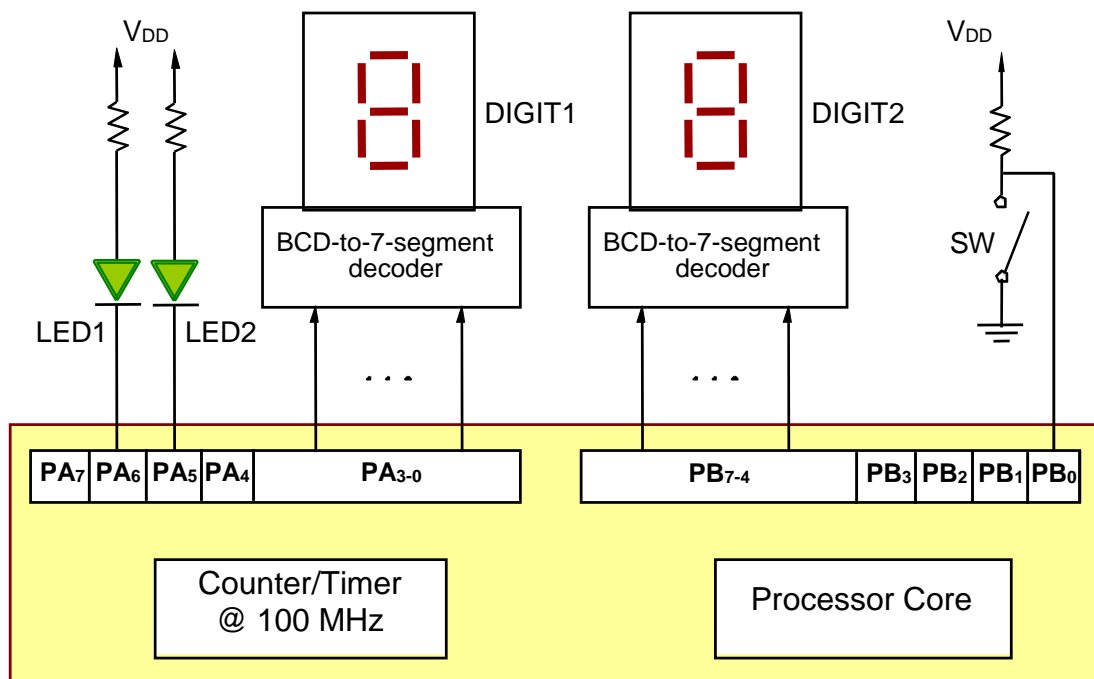 VDD
VDD
DIGIT1
DIGIT2
BCD-to-7-segment
decoder
BCD-to-7-segment
decoder
SW
LED1
LED2
. . .
. . .
PA7 PA6 PA5 PA4 PA3-0
PB7-4 PB3 PB2 PB1 PB0
Counter/Timer
@ 100 MHz
Processor Core